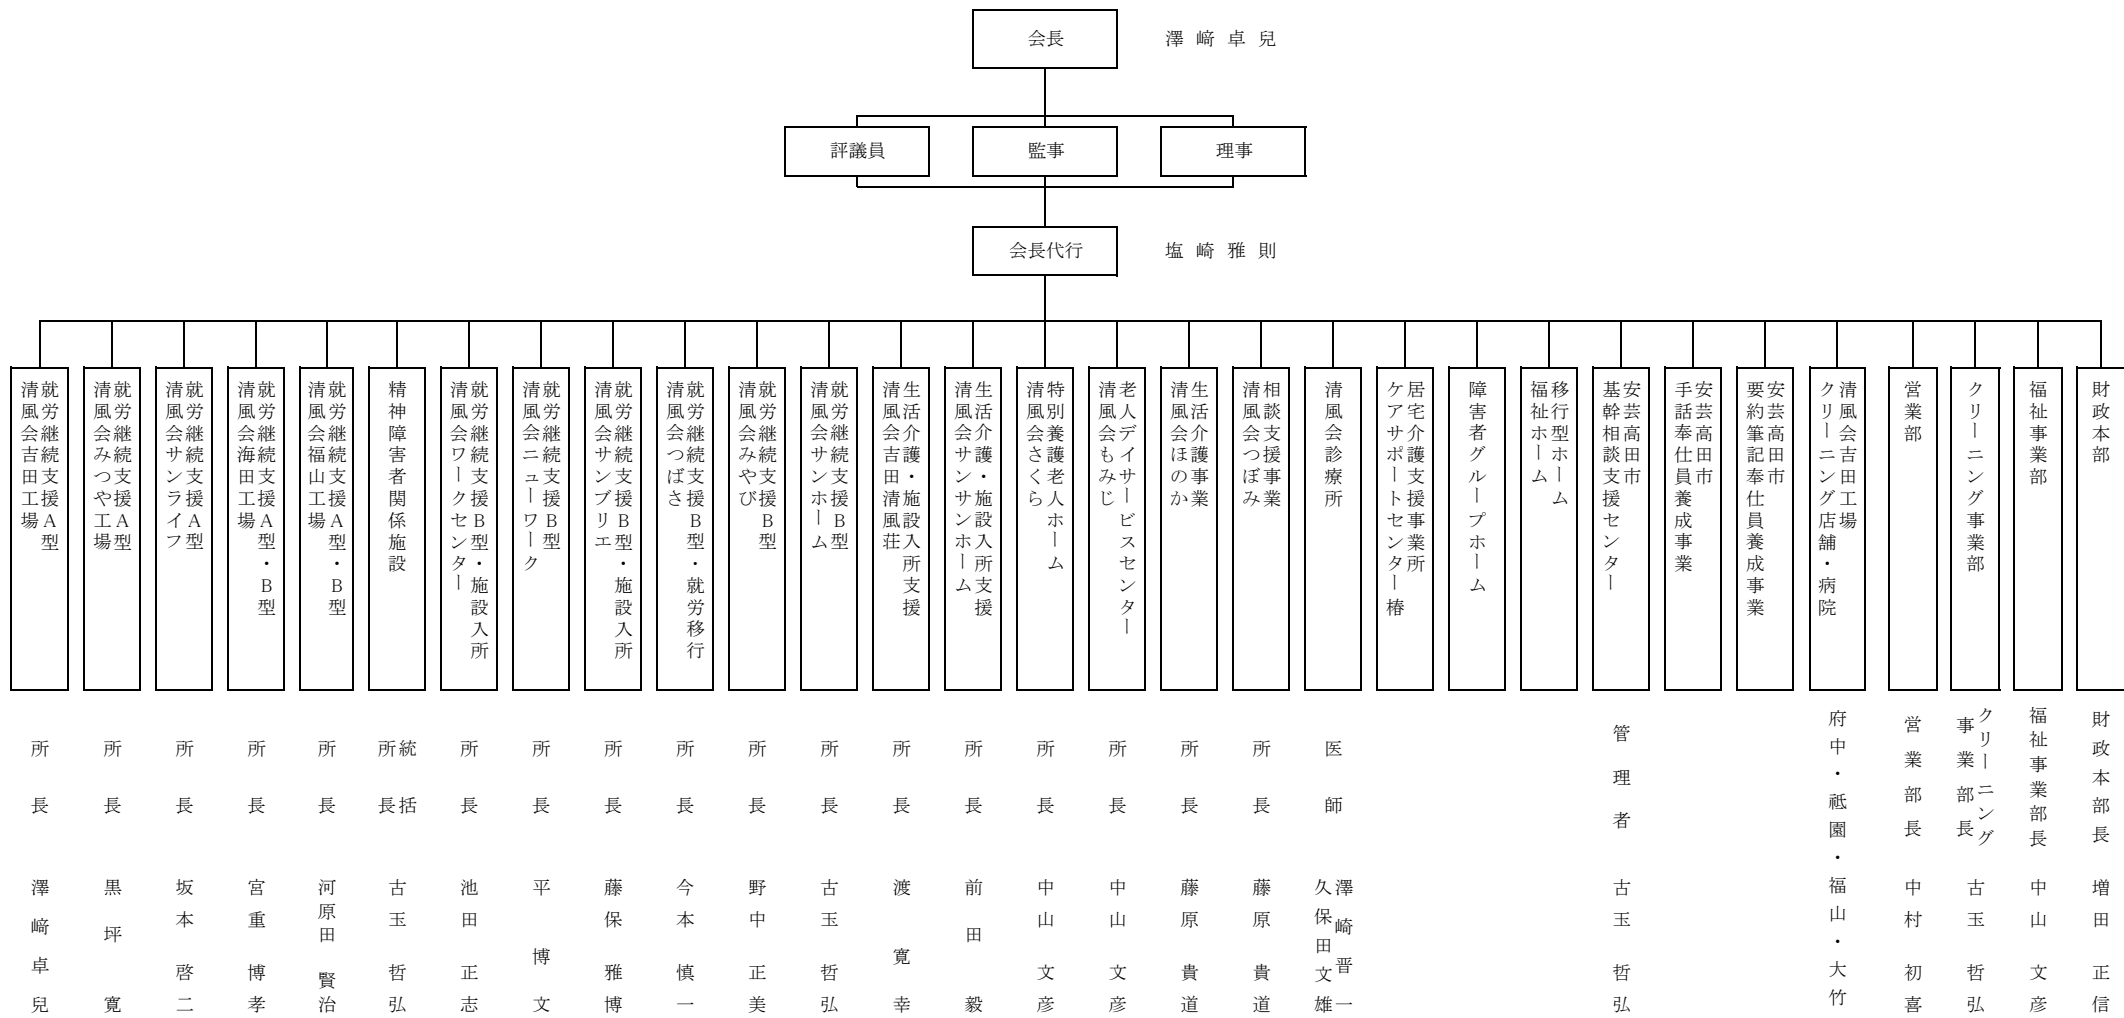 会長
澤﨑卓兒
評議員
監事
理事
会長代行
塩崎雅則
財政本部
福祉事業部
クリーニング事業部
営業部
清風会吉田工場
クリーニング店舗・病院
安芸高田市
要約筆記奉仕員養成事業
安芸高田市
手話奉仕員養成事業
安芸高田市
基幹相談支援センター
移行型ホーム
福祉ホーム
障害者グループホーム
居宅介護支援事業所
ケアサポートセンター椿
清風会診療所
相談支援事業
清風会つぼみ
生活介護事業
清風会ほのか
老人デイサービスセンター
清風会もみじ
特別養護老人ホーム
清風会さくら
生活介護・施設入所支援
清風会サンサンホーム
生活介護・施設入所支援
清風会吉田清風荘
就労継続支援B型
清風会サンホーム
就労継続支援B型
清風会みやび
就労継続支援B型・就労移行
清風会つばさ
就労継続支援B型・施設入所
清風会サンブリエ
就労継続支援B型
清風会ニューワーク
就労継続支援B型・施設入所
清風会ワークセンター
精神障害者関係施設
就労継続支援A型・B型
清風会福山工場
就労継続支援A型・B型
清風会海田工場
就労継続支援A型
清風会サンライフ
就労継続支援A型
清風会みつや工場
就労継続支援A型
清風会吉田工場
財政本部長 増田正信
福祉事業部長 中山文彦
クリーニング
事業部長 古玉哲弘
営業部長 中村初喜
府中・祗園・福山・大竹
管理者 古玉哲弘
医師 澤崎晋一
久保田文雄
所長 藤原貴道
所長 藤原貴道
所長 中山文彦
所長 中山文彦
所長 前田毅
所長 渡寛幸
所長 古玉哲弘
所長 野中正美
所長 今本慎一
所長 藤保雅博
所長 平博文
所長 池田正志
統括
所長 古玉哲弘
所長 河原田賢治
所長 宮重博孝
所長 坂本啓二
所長 黒坪寛
所長 澤﨑卓兒